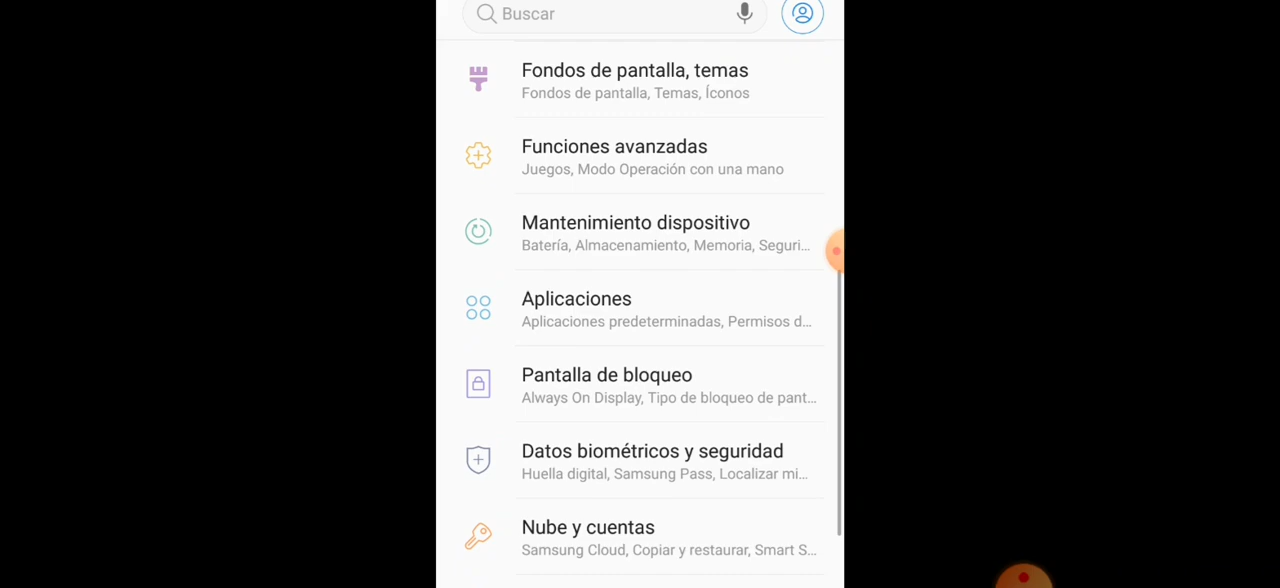 Buscar
Fondos de pantalla, temas
Fondos de pantalla, Temas, Íconos
Funciones avanzadas
Juegos, Modo Operación con una mano
Mantenimiento dispositivo
Batería, Almacenamiento, Memoria, Seguri...
Aplicaciones
Aplicaciones predeterminadas, Permisos d...
Pantalla de bloqueo
Always On Display, Tipo de bloqueo de pant...
Datos biométricos y seguridad
Huella digital, Samsung Pass, Localizar mi...
Nube y cuentas
Samsung Cloud, Copiar y restaurar, Smart S...